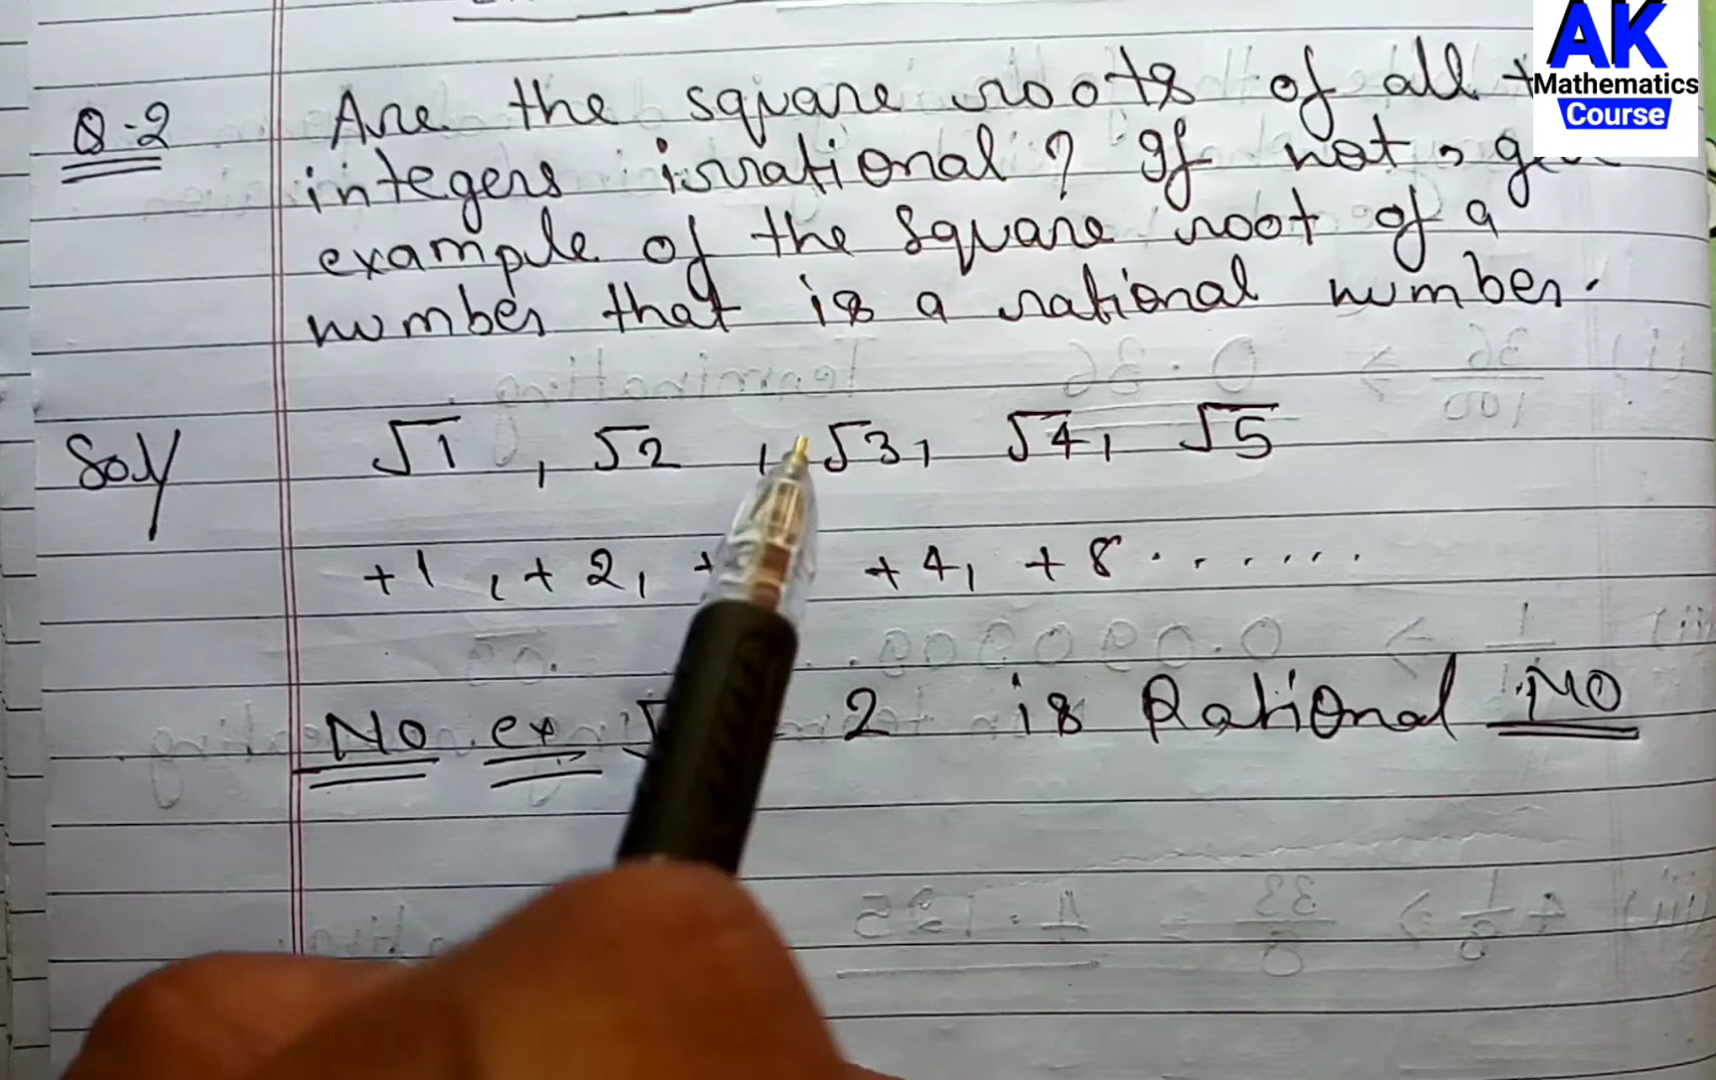 AK
Mathematics
Course
Q.2 Are the square roots of all
integers irrational? If not,
example of the square root of a
number that is a rational number.
Soly √1, √2, √3, √4, √5
+1, +2, + +4, +8.......
No ex √ 2 is Rational NO